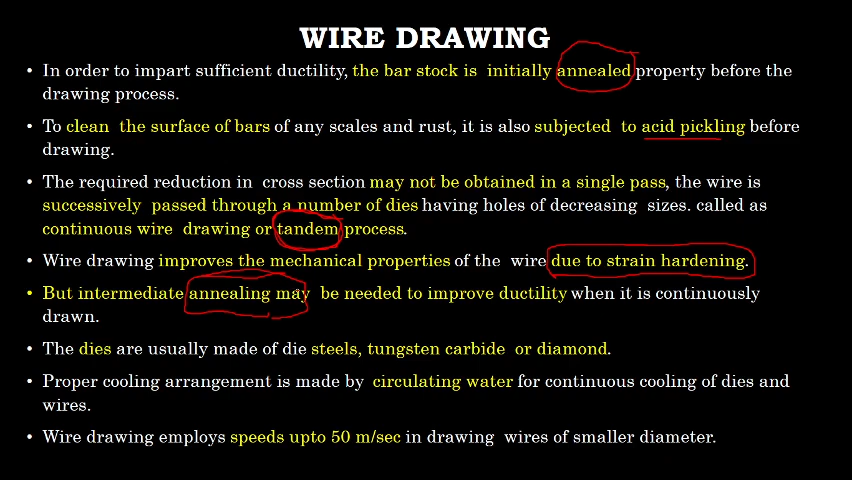 WIRE DRAWING
• In order to impart sufficient ductility, the bar stock is initially annealed property before the
drawing process.
• To clean the surface of bars of any scales and rust, it is also subjected to acid pickling before
drawing.
• The required reduction in cross section may not be obtained in a single pass, the wire is
successively passed through a number of dies having holes of decreasing sizes. called as
continuous wire drawing or tandem process.
• Wire drawing improves the mechanical properties of the wire due to strain hardening.
• But intermediate annealing may be needed to improve ductility when it is continuously
drawn.
• The dies are usually made of die steels, tungsten carbide or diamond.
• Proper cooling arrangement is made by circulating water for continuous cooling of dies and
wires.
• Wire drawing employs speeds upto 50 m/sec in drawing wires of smaller diameter.